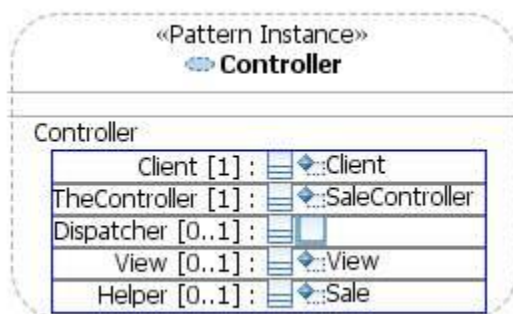 «Pattern Instance»
Controller
Controller
Client [1] : Client
TheController [1] : SaleController
Dispatcher [0..1] :
View [0..1] : View
Helper [0..1] : Sale